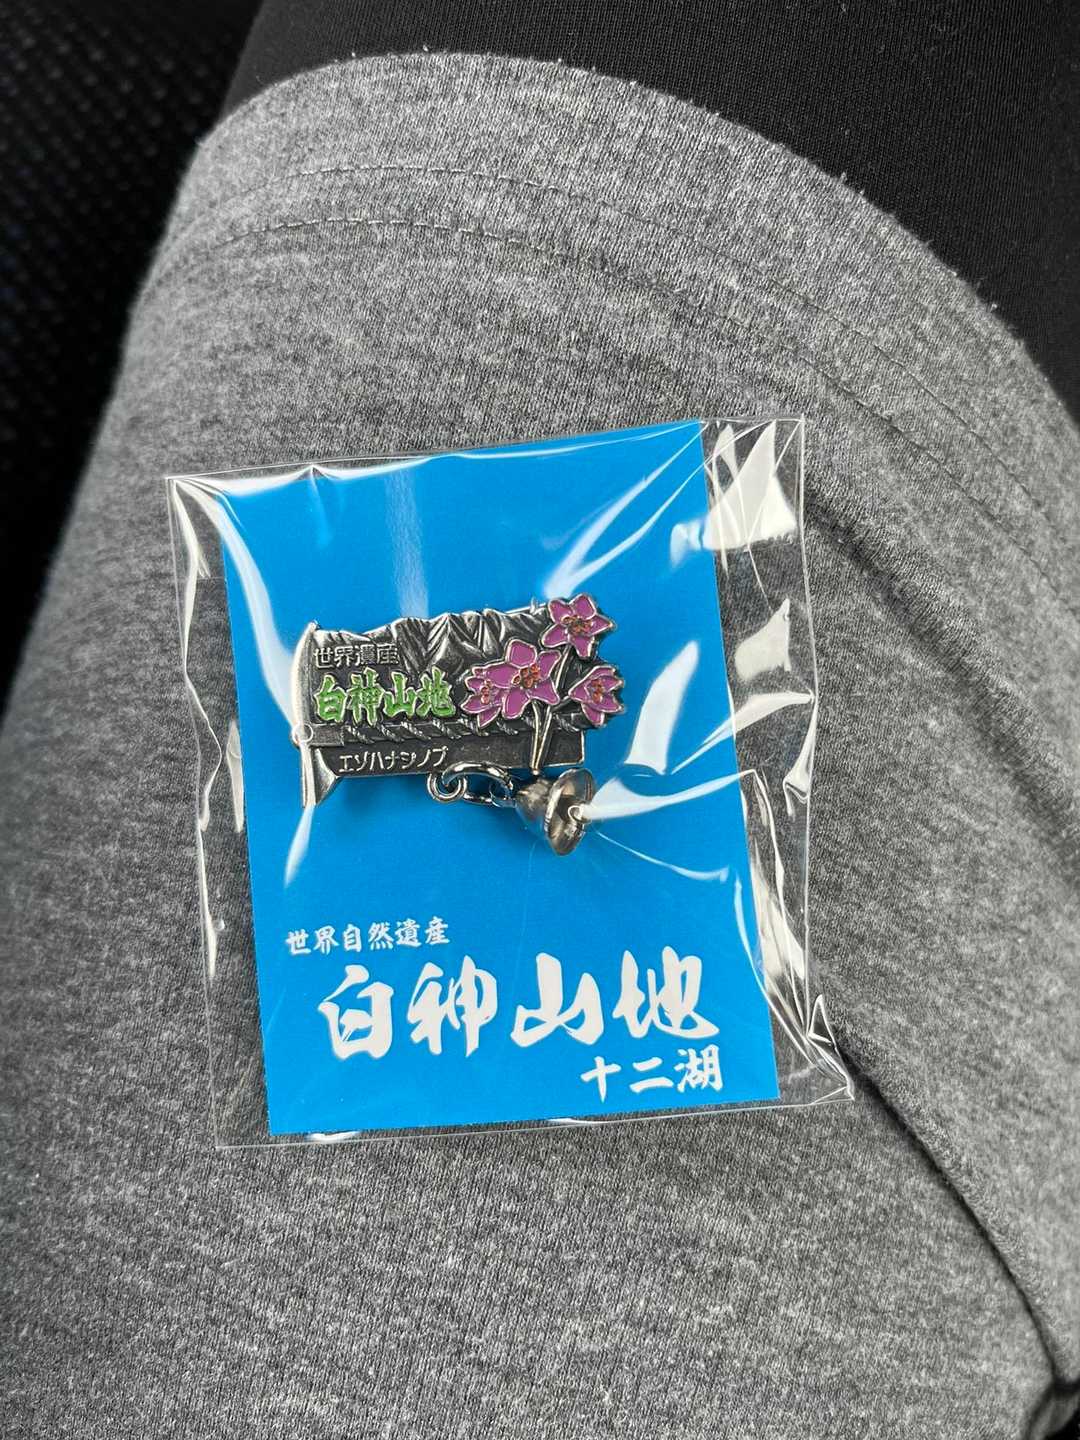 世界遺産
白神山地
エゾハナシノブ
世界自然遺産
白神山地
十二湖